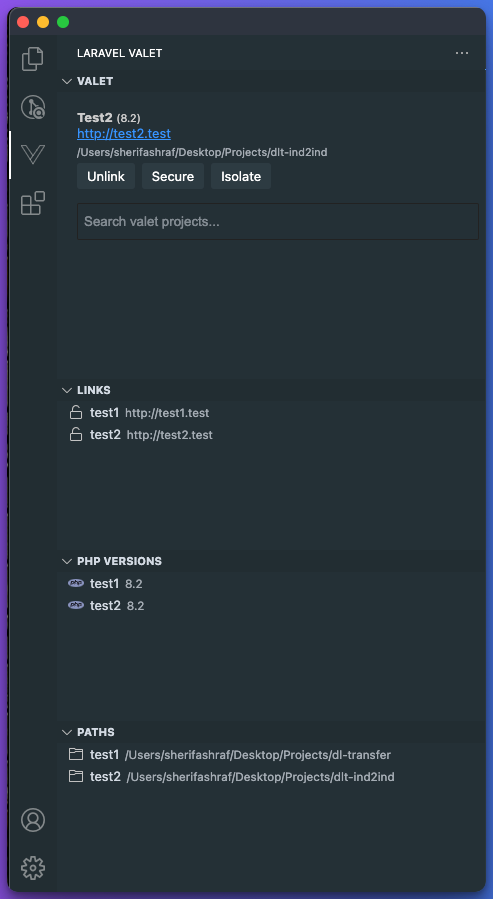 LARAVEL VALET ...
VALET
Test2 (8.2)
http://test2.test
/Users/sherifashraf/Desktop/Projects/dlt-ind2ind
Unlink Secure Isolate
Search valet projects...
LINKS
test1 http://test1.test
test2 http://test2.test
PHP VERSIONS
php test1 8.2
php test2 8.2
PATHS
test1 /Users/sherifashraf/Desktop/Projects/dl-transfer
test2 /Users/sherifashraf/Desktop/Projects/dlt-ind2ind